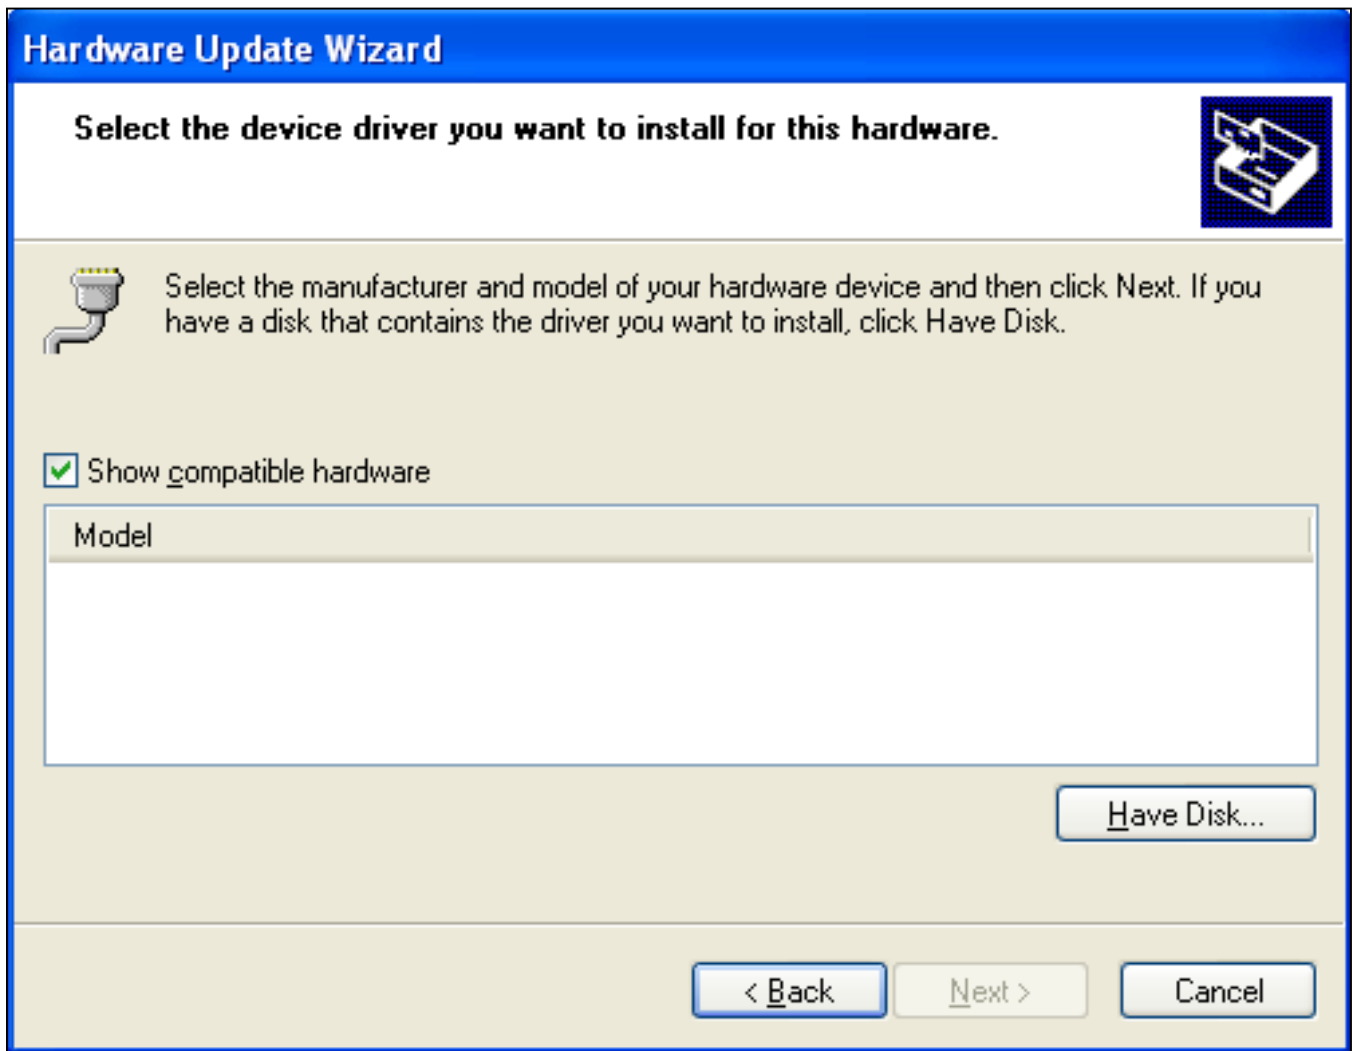 Hardware Update Wizard
Select the device driver you want to install for this hardware.
Select the manufacturer and model of your hardware device and then click Next. If you
have a disk that contains the driver you want to install, click Have Disk.
Show compatible hardware
Model
Have Disk...
< Back
Next >
Cancel